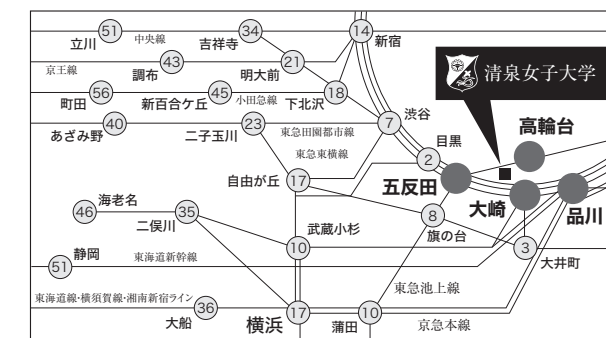 51
34
14
立川
中央線
吉祥寺
新宿
京王線
43
21
調布
明大前
清泉女子大学
56
45
18
町田
新百合ケ丘
小田急線
下北沢
40
23
7
渋谷
あざみ野
二子玉川
東急田園都市線
目黒
高輪台
東急東横線
2
自由が丘
17
五反田
大崎
品川
海老名
46
35
8
二俣川
武蔵小杉
旗の台
10
3
静岡
東海道新幹線
大井町
51
東急池上線
東海道線・横須賀線・湘南新宿ライン
36
17
10
大船
横浜
蒲田
京急本線